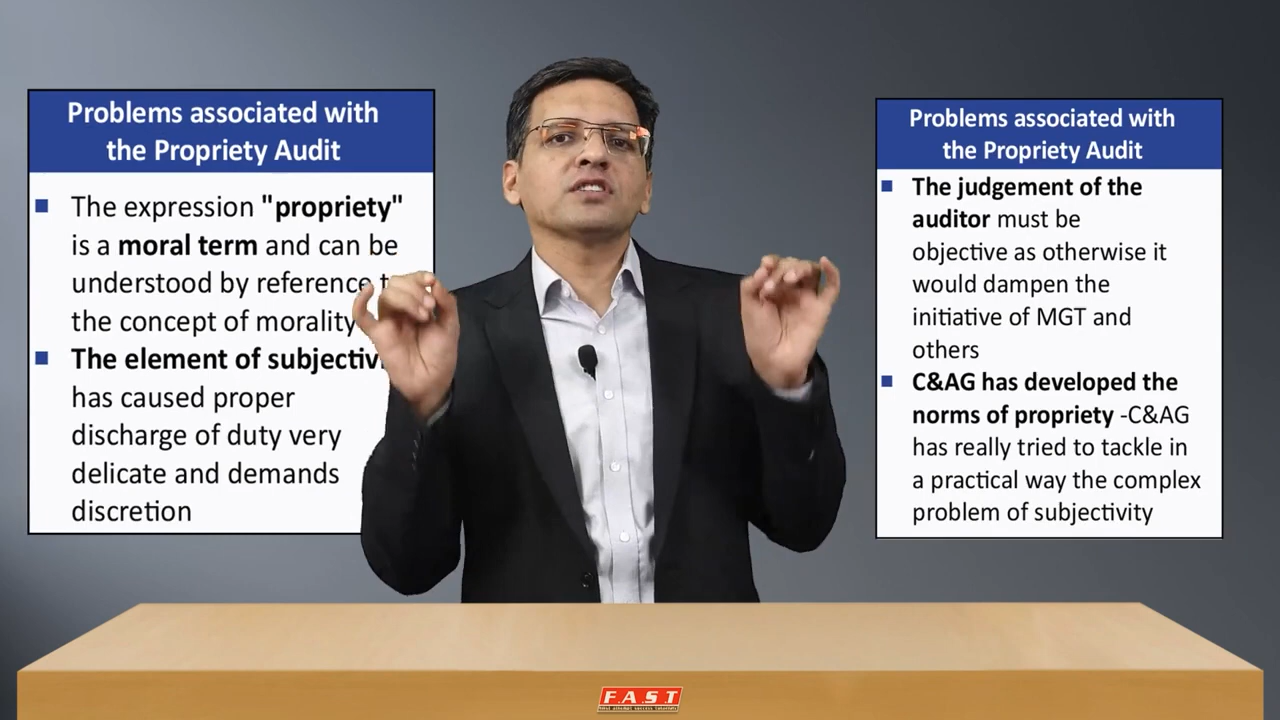 Problems associated with
the Propriety Audit
The expression "propriety"
is a moral term and can be
understood by reference
the concept of morality
The element of
has caused proper
discharge of duty very
delicate and demands
discretion
Problems associated with
the Propriety Audit
The judgement of the
auditor must be
objective as otherwise it
would dampen the
initiative of MGT and
others
C&AG has developed the
norms of propriety -C&AG
has really tried to tackle in
a practical way the complex
problem of subjectivity
F.A.S.T